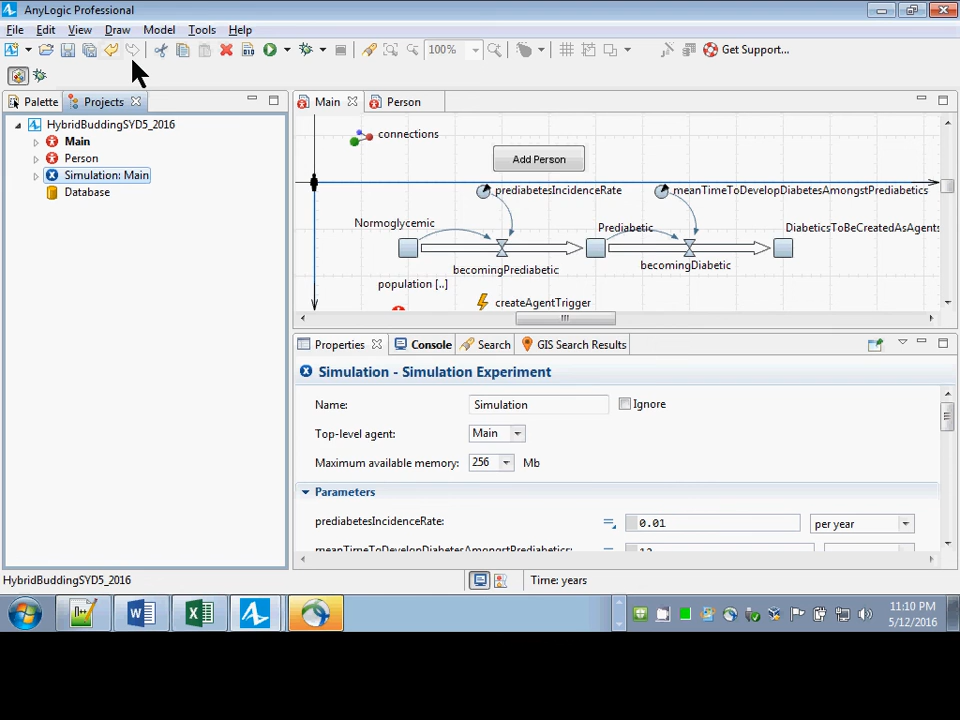 AnyLogic Professional
File Edit View Draw Model Tools Help
100% Get Support...
Palette Projects
HybridBuddingSYD5_2016
Main
Person
Simulation: Main
Database
Main Person
connections
Add Person
prediabetesIncidenceRate meanTimeToDevelopDiabetesAmongstPrediabetics
Normoglycemic Prediabetic DiabeticsToBeCreatedAsAgents
becomingPrediabetic becomingDiabetic
population [..]
createAgentTrigger
Properties Console Search GIS Search Results
Simulation - Simulation Experiment
Name: Simulation Ignore
Top-level agent: Main
Maximum available memory: 256 Mb
Parameters
prediabetesIncidenceRate: 0.01 per year
meanTimeToDevelopDiabetesAmongstPrediabetics:
HybridBuddingSYD5_2016 Time: years
11:10 PM
5/12/2016